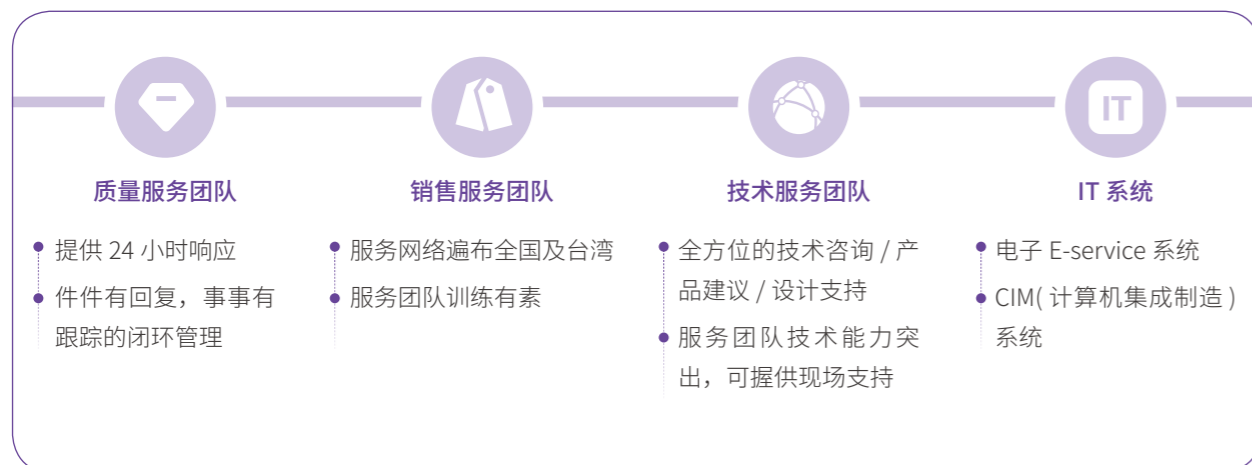 IT
质量服务团队
提供 24 小时响应
件件有回复，事事有
跟踪的闭环管理
销售服务团队
服务网络遍布全国及台湾
服务团队训练有素
技术服务团队
全方位的技术咨询 / 产
品建议 / 设计支持
服务团队技术能力突
出，可握供现场支持
IT 系统
电子 E-service 系统
CIM( 计算机集成制造 )
系统